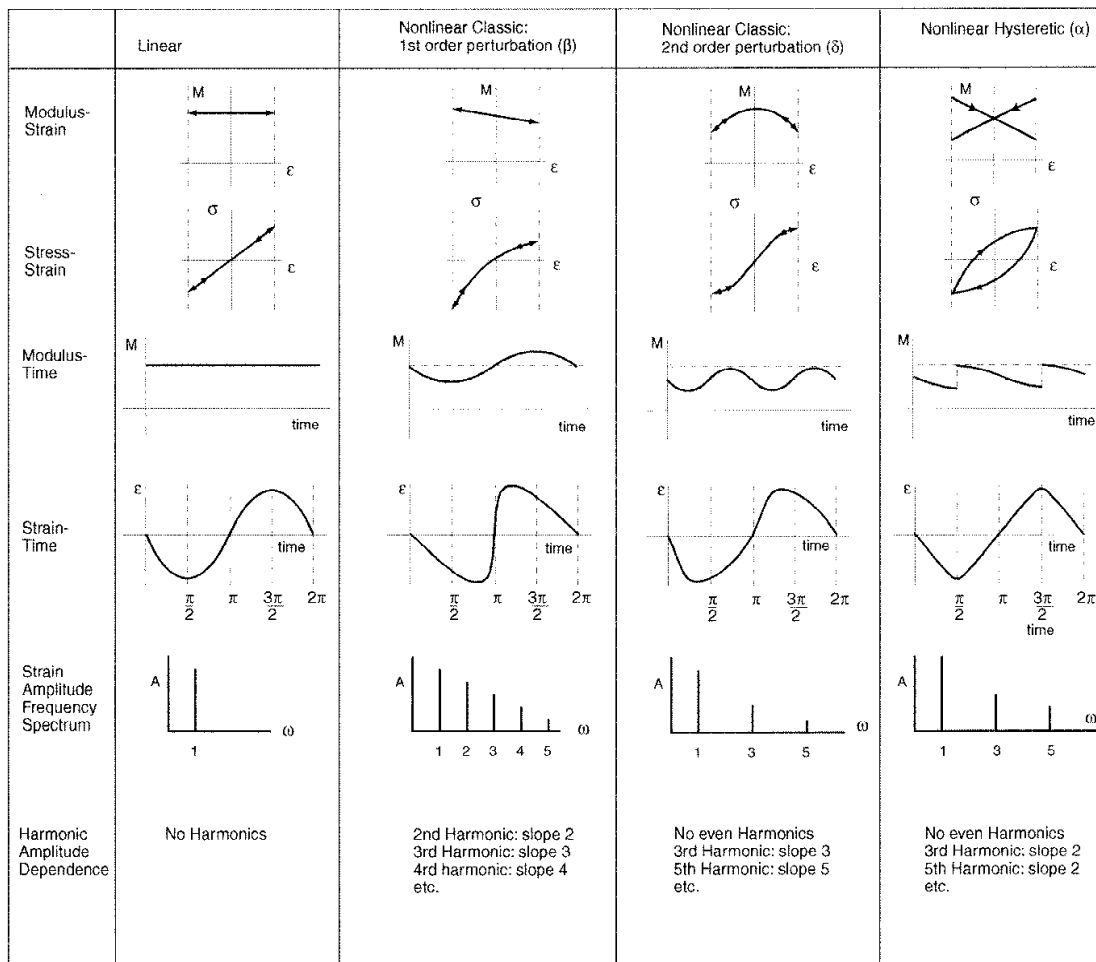 Linear
Nonlinear Classic:
1st order perturbation (β)
Nonlinear Classic:
2nd order perturbation (δ)
Nonlinear Hysteretic (α)
Modulus-
Strain
M
ε
M
ε
M
ε
M
ε
Stress-
Strain
σ
ε
σ
ε
σ
ε
σ
ε
Modulus-
Time
M
time
M
time
M
time
M
time
Strain-
Time
ε
time
π/2 π 3π/2 2π
ε
time
π/2 π 3π/2 2π
ε
time
π/2 π 3π/2 2π
ε
time
π/2 π 3π/2 2π
time
Strain
Amplitude
Frequency
Spectrum
A
ω
1
A
ω
1 2 3 4 5
A
ω
1 3 5
A
ω
1 3 5
Harmonic
Amplitude
Dependence
No Harmonics
2nd Harmonic: slope 2
3rd Harmonic: slope 3
4rd harmonic: slope 4
etc.
No even Harmonics
3rd Harmonic: slope 3
5th Harmonic: slope 5
etc.
No even Harmonics
3rd Harmonic: slope 2
5th Harmonic: slope 2
etc.